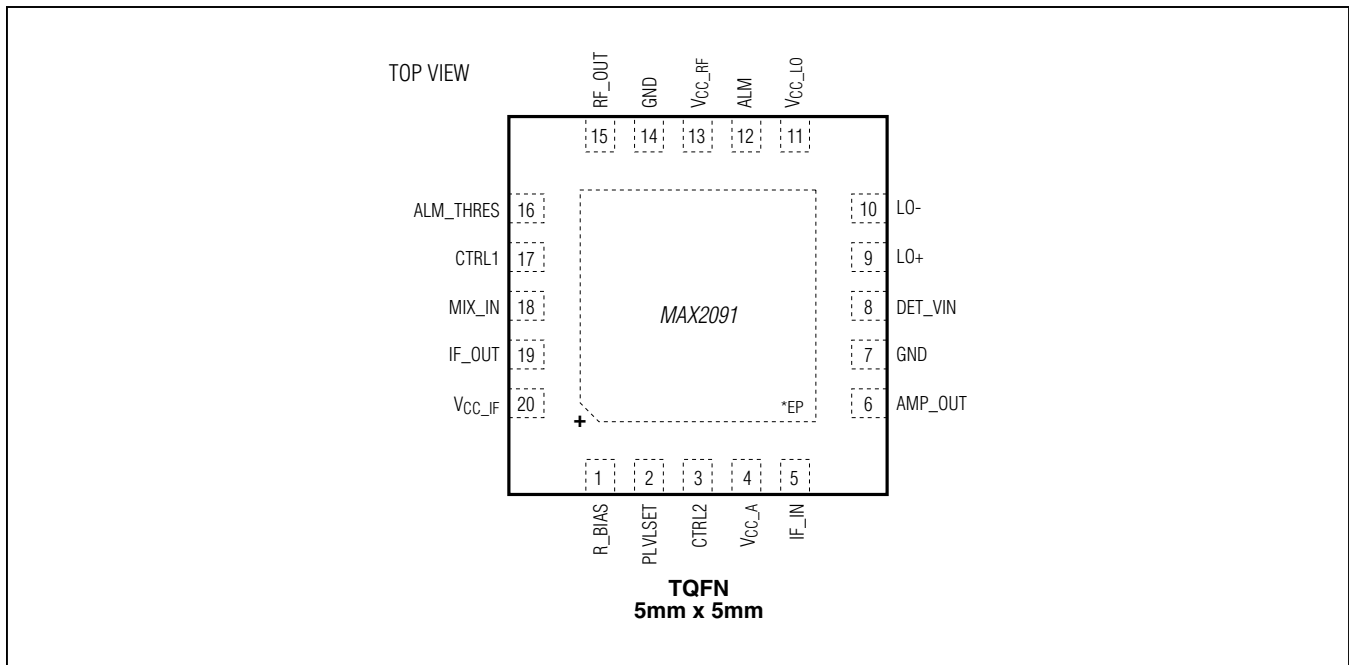 TOP VIEW
RF_OUT
GND
VCC_RF
ALM
VCC_LO
15
14
13
12
11
ALM_THRES 16
10 LO-
CTRL1 17
9 LO+
MIX_IN 18
MAX2091
8 DET_VIN
IF_OUT 19
7 GND
VCC_IF 20
*EP
6 AMP_OUT
+
1
2
3
4
5
R_BIAS
PLVLSET
CTRL2
VCC_A
IF_IN
TQFN
5mm x 5mm